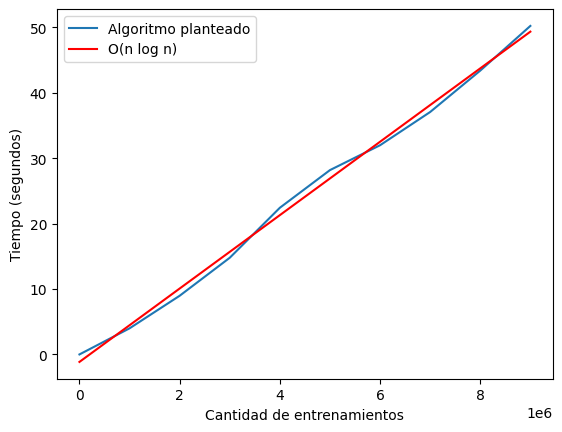 Algoritmo planteado
O(n log n)
50
40
30
20
10
0
Tiempo (segundos)
0
2
4
6
8
1e6
Cantidad de entrenamientos